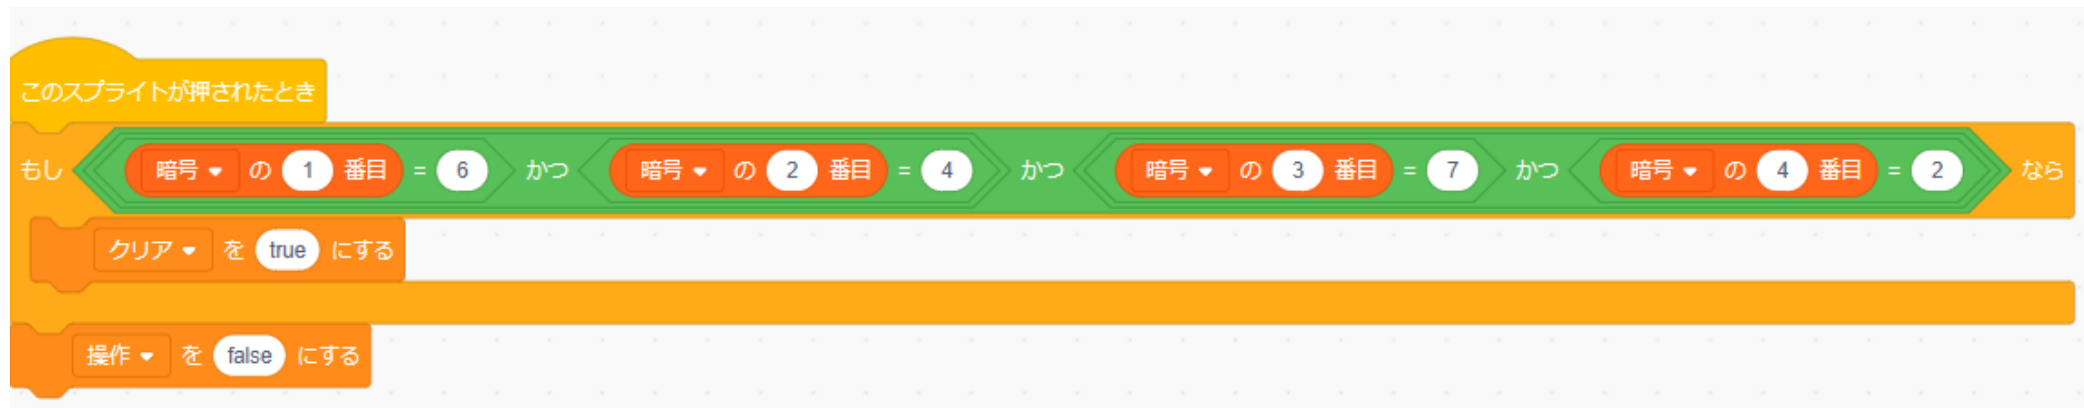 このスプライトが押されたとき
もし 暗号 の 1 番目 = 6 かつ 暗号 の 2 番目 = 4 かつ 暗号 の 3 番目 = 7 かつ 暗号 の 4 番目 = 2 なら
クリア を true にする
操作 を false にする